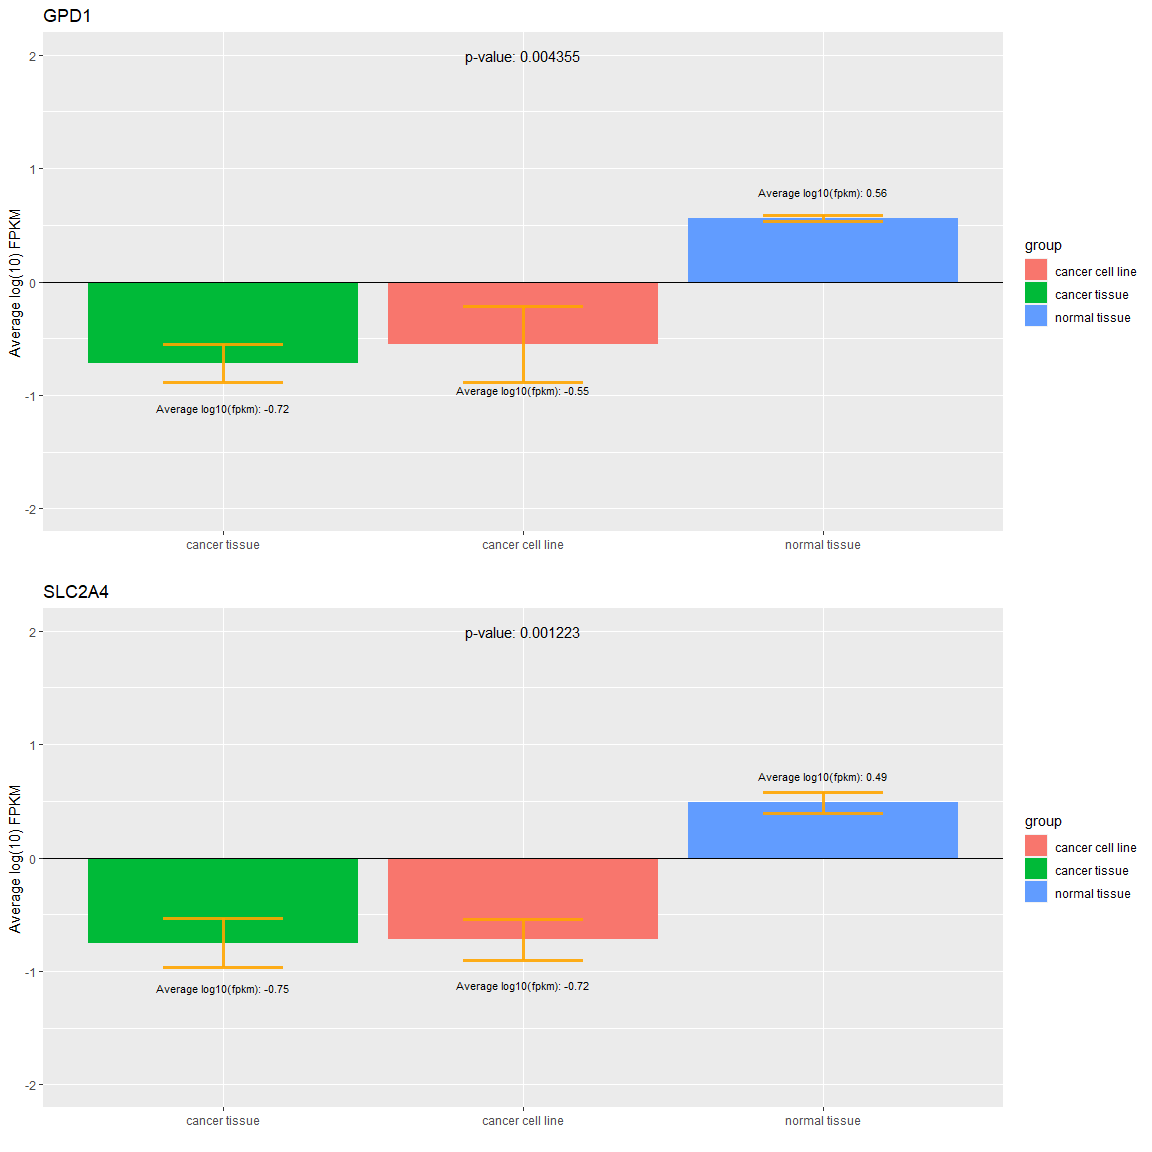 GPD1
p-value: 0.004355
Average log(10) FPKM
2
1
0
-1
-2
Average log10(fpkm): -0.72
Average log10(fpkm): -0.55
Average log10(fpkm): 0.56
cancer tissue
cancer cell line
normal tissue
group
cancer cell line
cancer tissue
normal tissue
SLC2A4
p-value: 0.001223
Average log(10) FPKM
2
1
0
-1
-2
Average log10(fpkm): -0.75
Average log10(fpkm): -0.72
Average log10(fpkm): 0.49
cancer tissue
cancer cell line
normal tissue
group
cancer cell line
cancer tissue
normal tissue